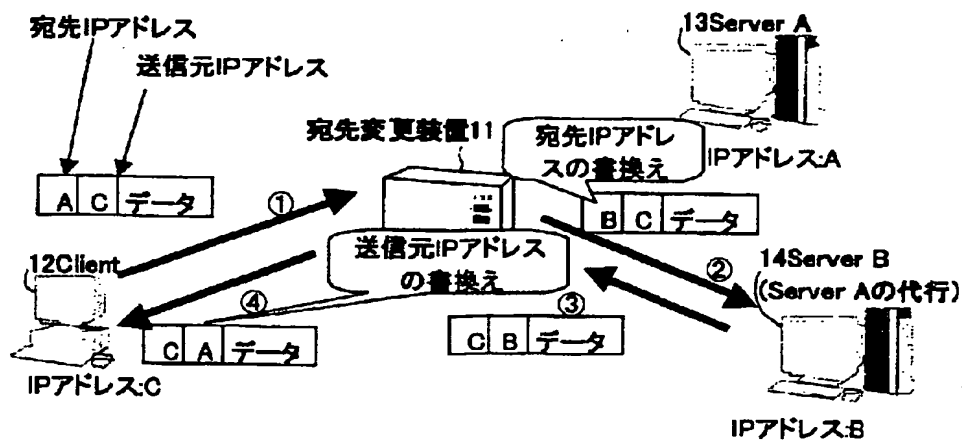 宛先IPアドレス
送信元IPアドレス
13Server A
宛先変更装置11
宛先IPアドレ
スの書換え
IPアドレス:A
A C データ
①
B C データ
12Client
送信元IPアドレス
の書換え
②
14Server B
(Server Aの代行)
④
③
C A データ
C B データ
IPアドレス:C
IPアドレス:B